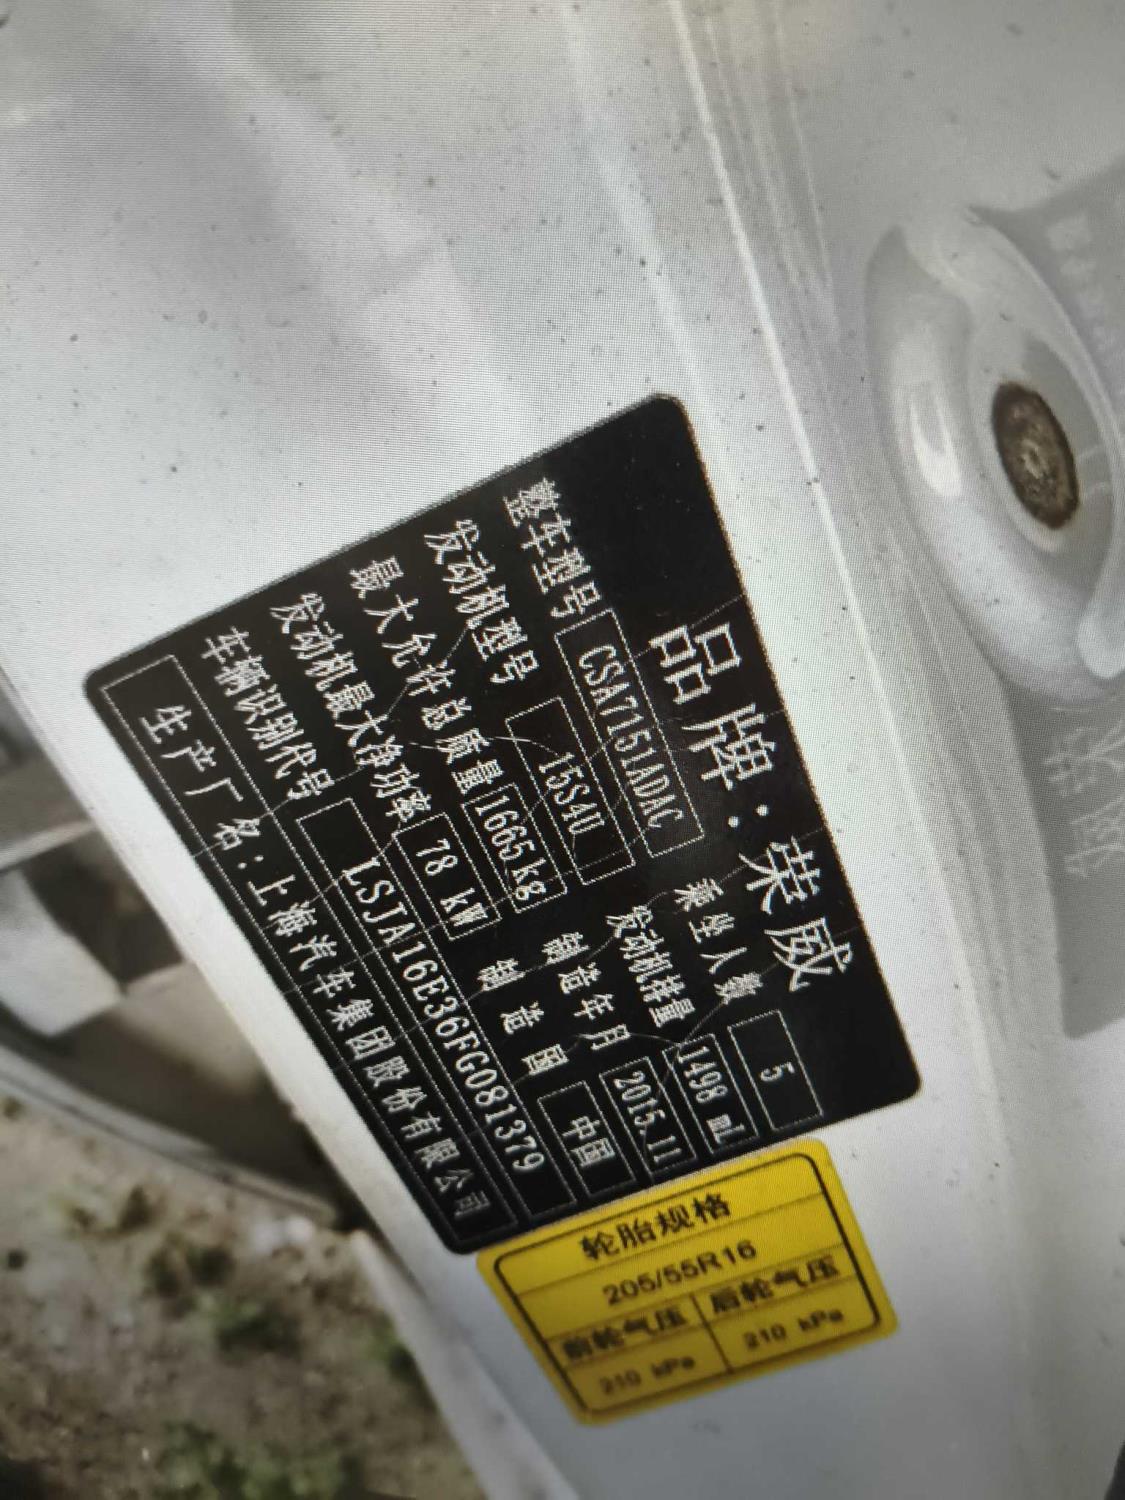 品牌：荣威
整车型号 CSA7151ADAC 乘坐人数 5
发动机型号 15S4U 发动机排量 1498 mL
最大允许总质量 1665kg 制造年月 2015.11
发动机最大净功率 78 kW 制造国 中国
车辆识别代号 LSJA16E36FG081379
生产厂名：上海汽车集团股份有限公司
轮胎规格
205/55R16
前轮气压 后轮气压
210 kPa 210 kPa